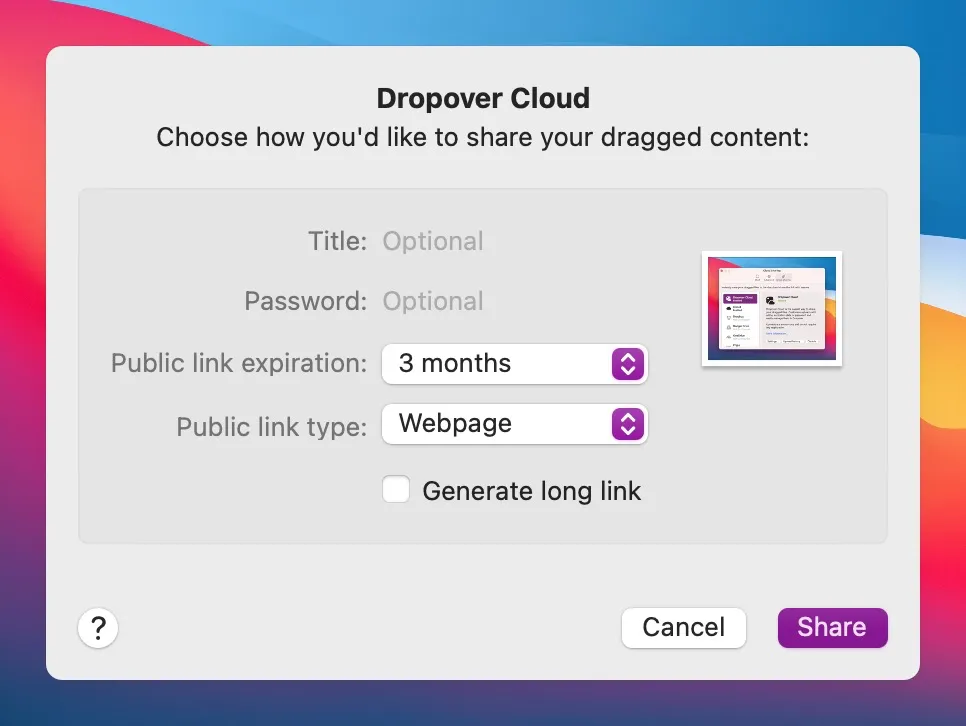 Dropover Cloud
Choose how you'd like to share your dragged content:
Title: Optional
Password: Optional
Public link expiration: 3 months
Public link type: Webpage
Generate long link
? Cancel Share